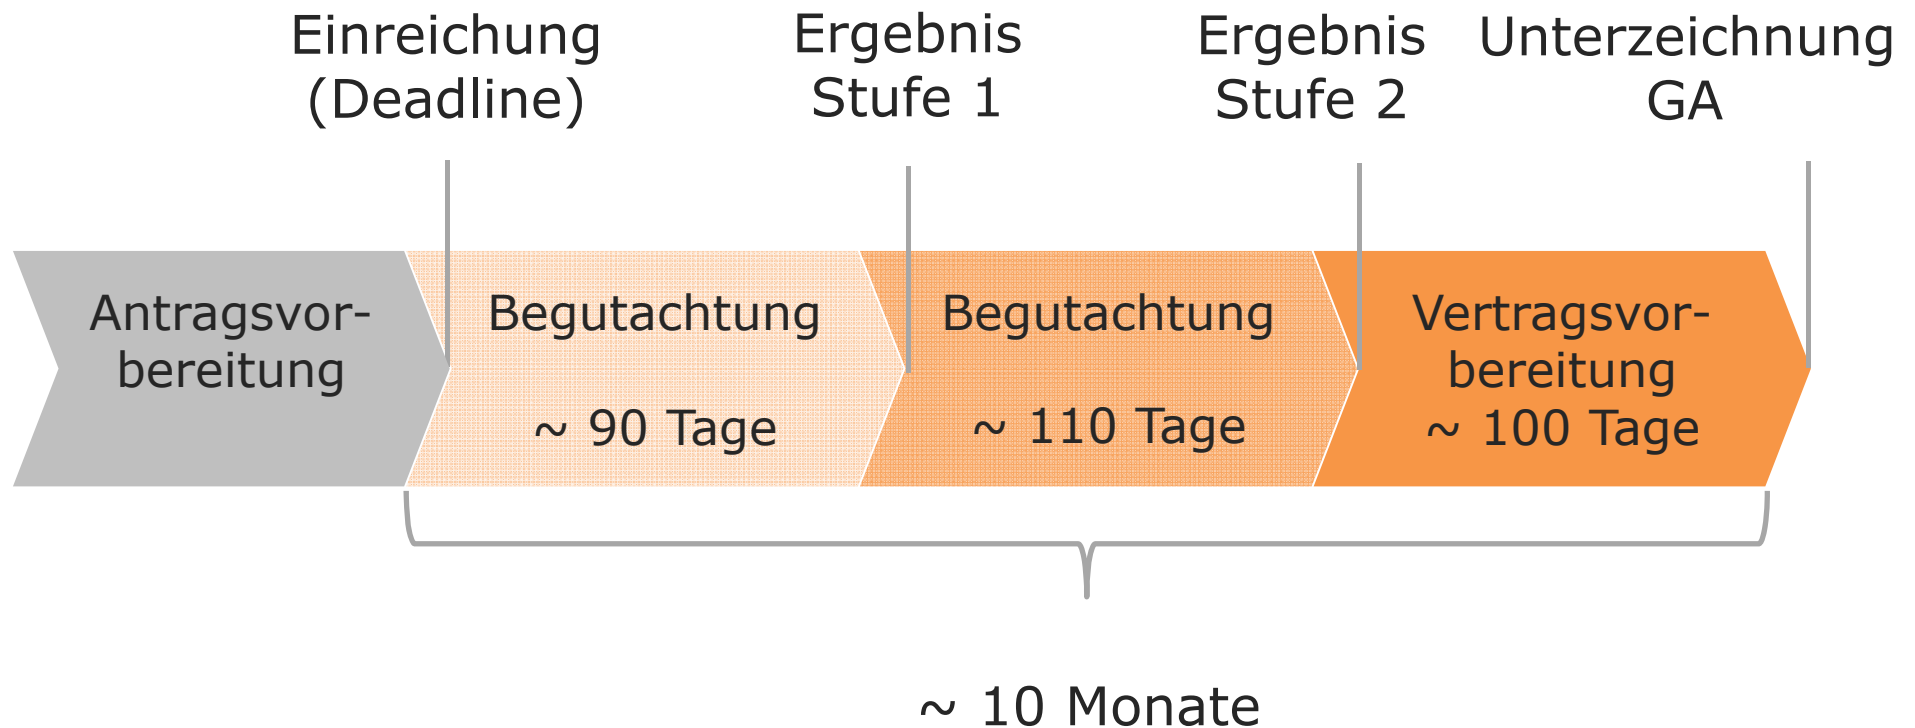 Einreichung
(Deadline)
Ergebnis
Stufe 1
Ergebnis
Stufe 2
Unterzeichnung
GA
Antragsvor-
bereitung
Begutachtung
~ 90 Tage
Begutachtung
~ 110 Tage
Vertragsvor-
bereitung
~ 100 Tage
~ 10 Monate